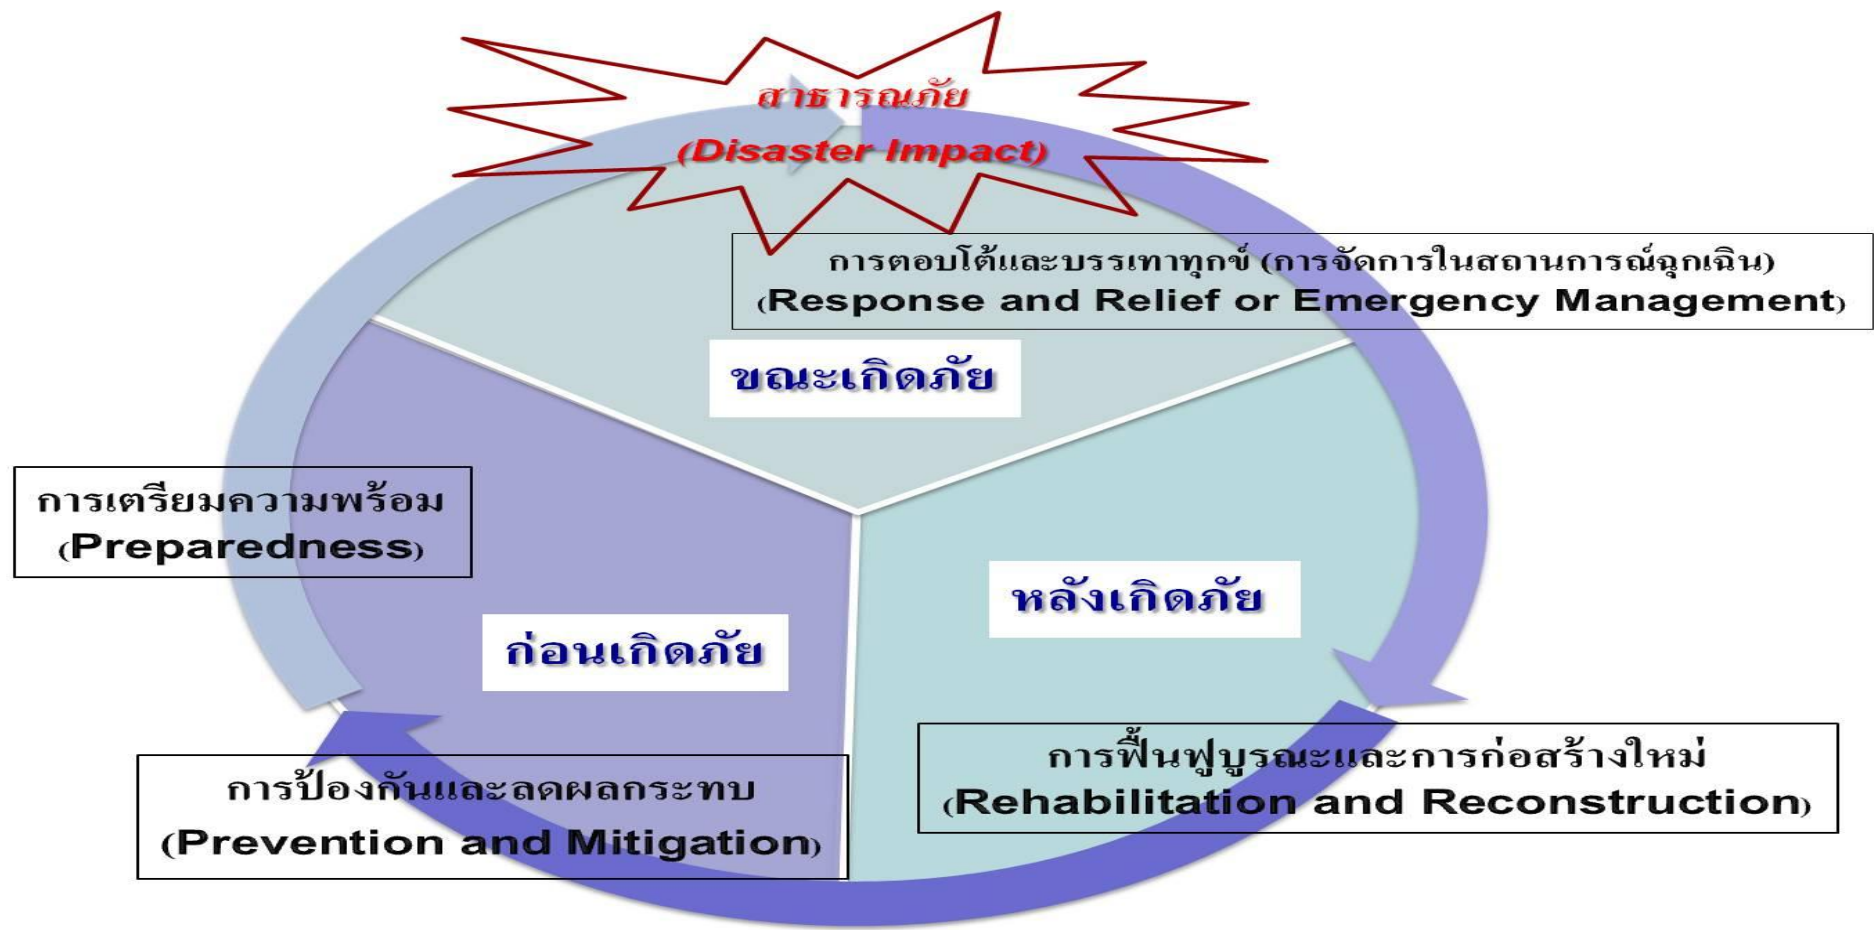 สาธารณภัย
(Disaster Impact)
การตอบโต้และบรรเทาทุกข์ (การจัดการในสถานการณ์ฉุกเฉิน)
(Response and Relief or Emergency Management)
ขณะเกิดภัย
การเตรียมความพร้อม
(Preparedness)
หลังเกิดภัย
ก่อนเกิดภัย
การฟื้นฟูบูรณะและการก่อสร้างใหม่
(Rehabilitation and Reconstruction)
การป้องกันและลดผลกระทบ
(Prevention and Mitigation)